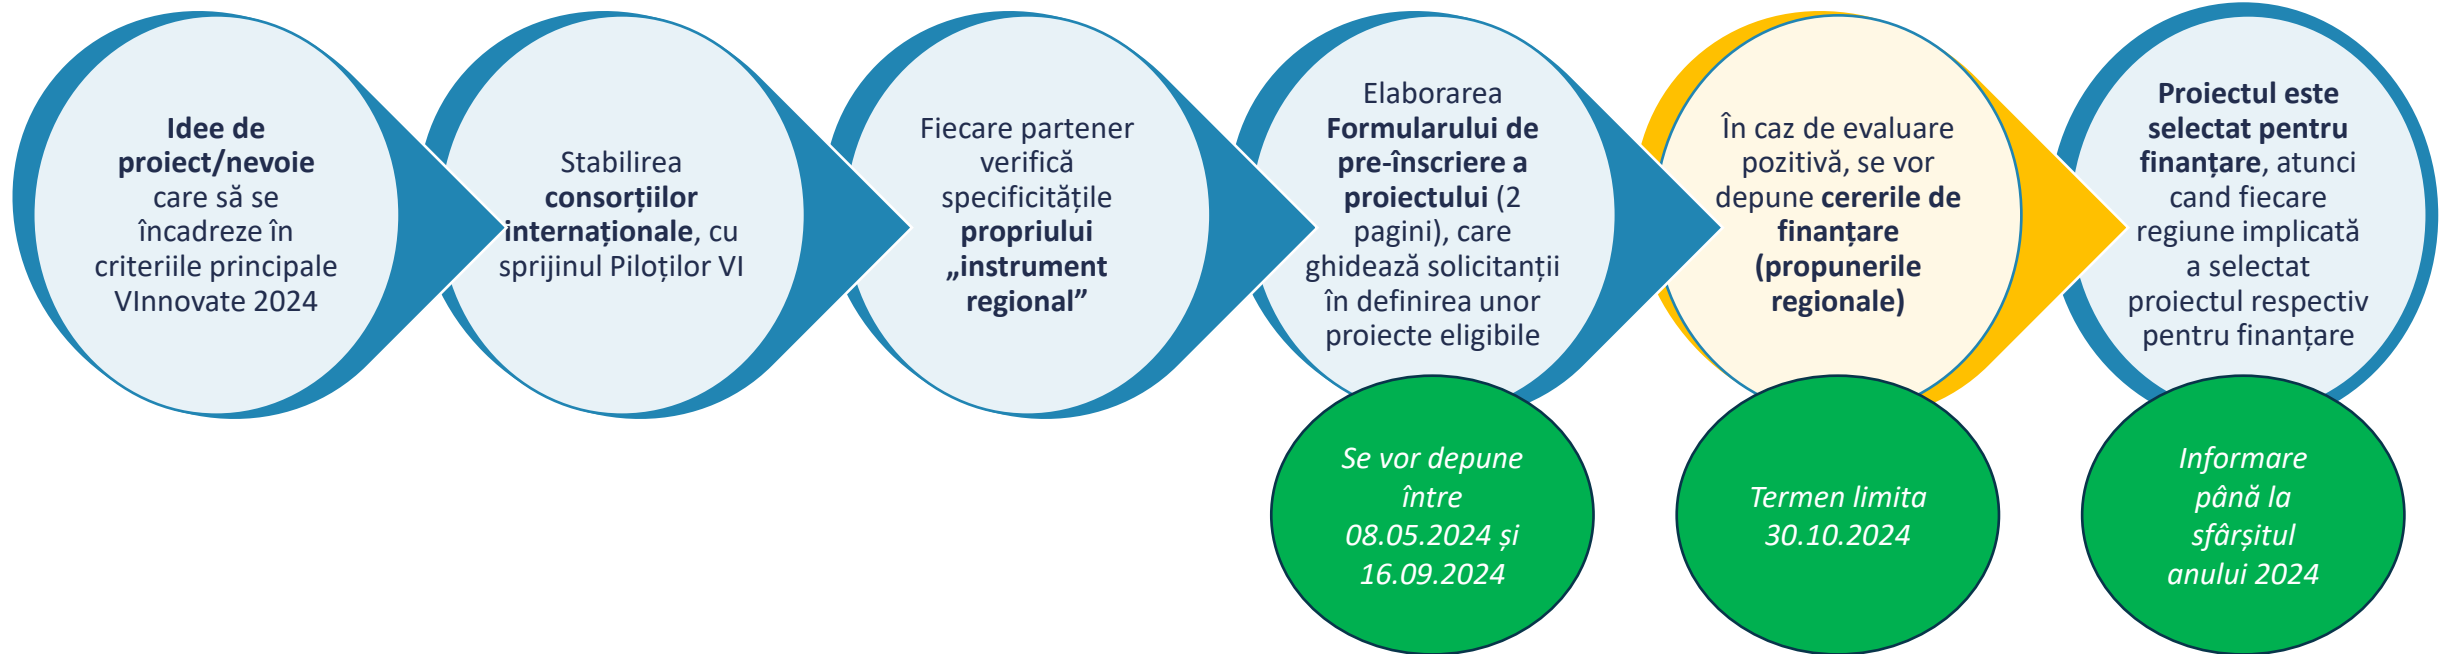 Idee de
proiect/nevoie
care să se
încadreze în
criteriile principale
VInnovate 2024
Stabilirea
consorțiilor
internaționale, cu
sprijinul Piloților VI
Fiecare partener
verifică
specificitățile
propriului
„instrument
regional”
Elaborarea
Formularului de
pre-înscriere a
proiectului (2
pagini), care
ghidează solicitanții
în definirea unor
proiecte eligibile
În caz de evaluare
pozitivă, se vor
depune cererile de
finanțare
(propunerile
regionale)
Proiectul este
selectat pentru
finanțare, atunci
cand fiecare
regiune implicată
a selectat
proiectul respectiv
pentru finanțare
Se vor depune
între
08.05.2024 și
16.09.2024
Termen limita
30.10.2024
Informare
până la
sfârșitul
anului 2024